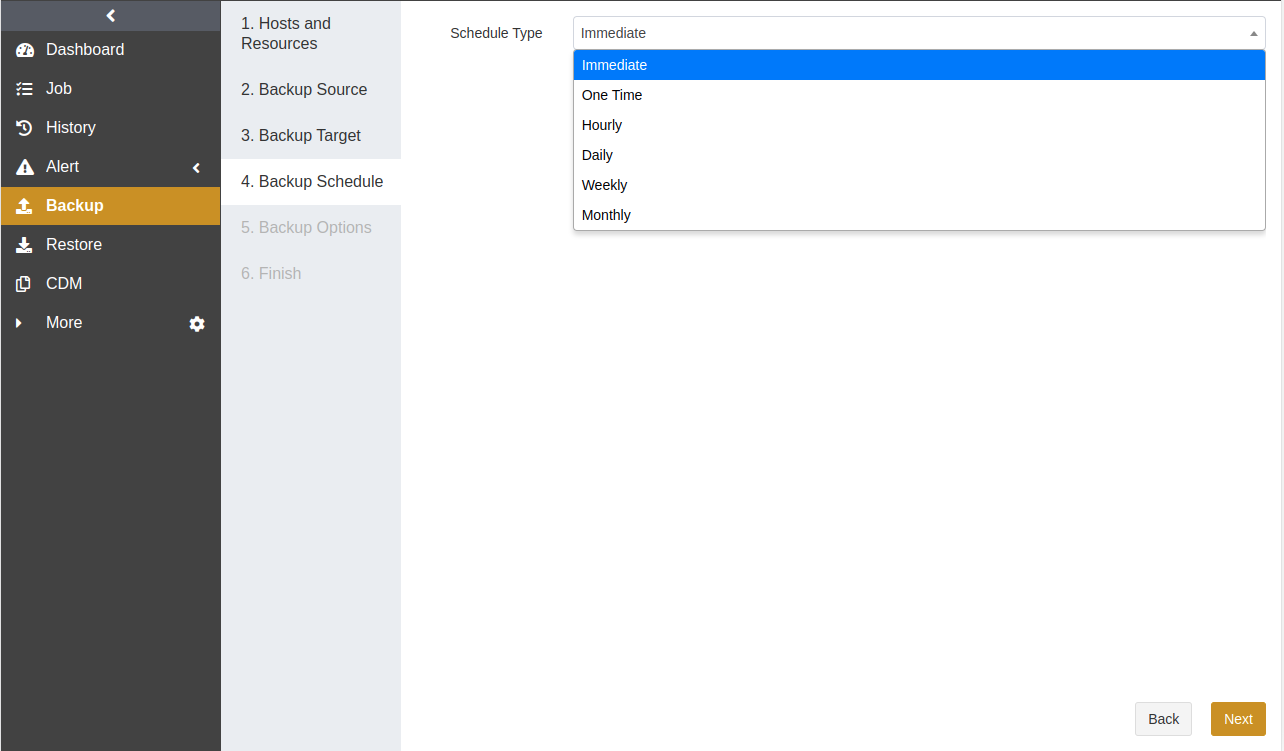 Dashboard
Job
History
Alert
Backup
Restore
CDM
More
1. Hosts and
Resources
2. Backup Source
3. Backup Target
4. Backup Schedule
5. Backup Options
6. Finish
Schedule Type
Immediate
Immediate
One Time
Hourly
Daily
Weekly
Monthly
Back
Next